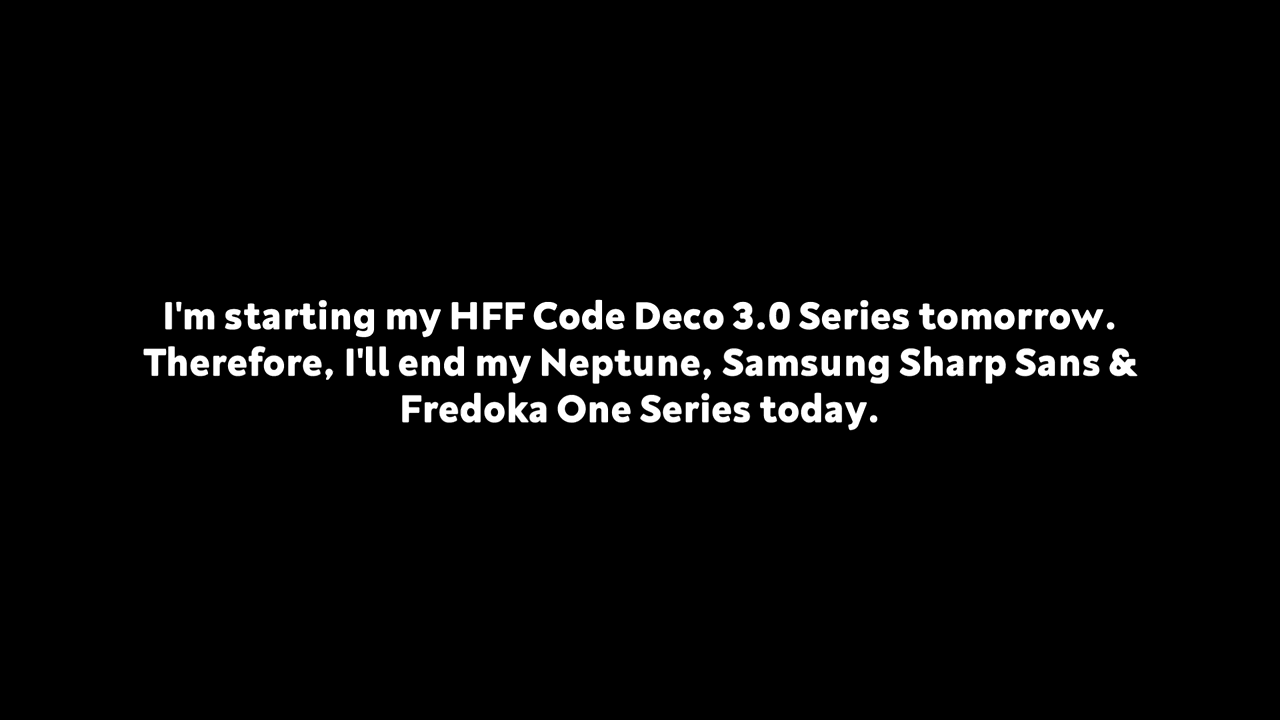 I'm starting my HFF Code Deco 3.0 Series tomorrow.
Therefore, I'll end my Neptune, Samsung Sharp Sans &
Fredoka One Series today.